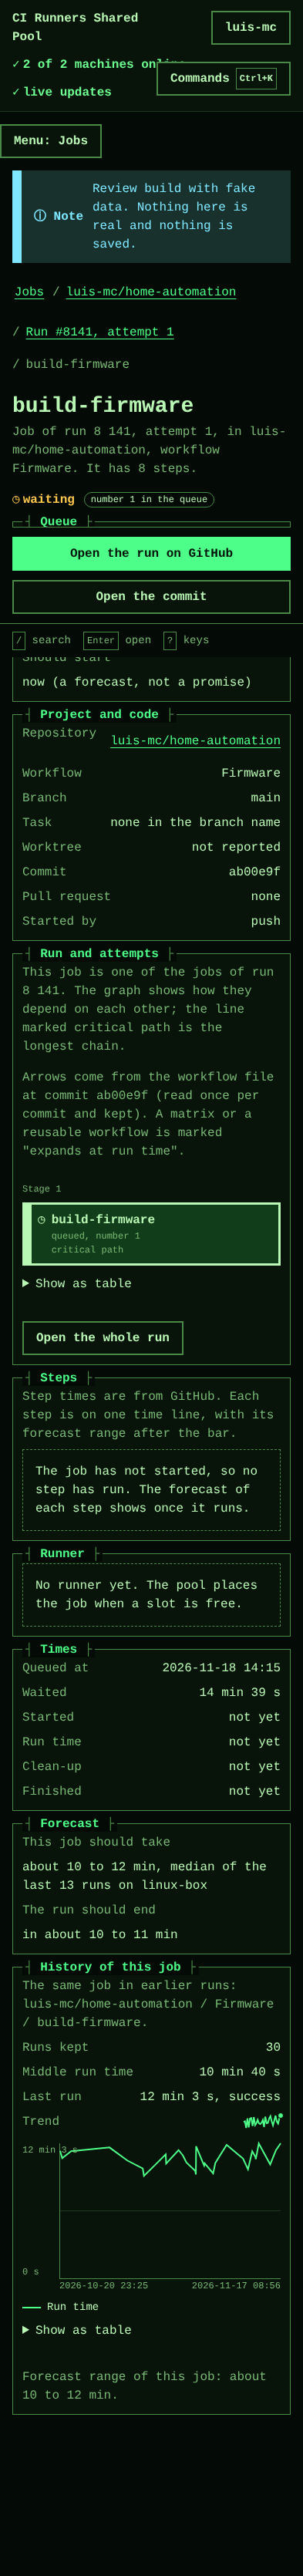 CI Runners Shared
Pool
luis-mc
✓ 2 of 2 machines
✓ live updates
Commands Ctrl+K
Menu: Jobs
ⓘ Note
Review build with fake
data. Nothing here is
real and nothing is
saved.
Jobs / luis-mc/home-automation
/ Run #8141, attempt 1
/ build-firmware
build-firmware
Job of run 8 141, attempt 1, in luis-
mc/home-automation, workflow
Firmware. It has 8 steps.
waiting number 1 in the queue
Queue
Open the run on GitHub
Open the commit
/ search Enter open ? keys
Should start
now (a forecast, not a promise)
Project and code
Repository luis-mc/home-automation
Workflow Firmware
Branch main
Task none in the branch name
Worktree not reported
Commit ab00e9f
Pull request none
Started by push
Run and attempts
This job is one of the jobs of run
8 141. The graph shows how they
depend on each other; the line
marked critical path is the
longest chain.
Arrows come from the workflow file
at commit ab00e9f (read once per
commit and kept). A matrix or a
reusable workflow is marked
"expands at run time".
Stage 1
build-firmware
queued, number 1
critical path
▶ Show as table
Open the whole run
Steps
Step times are from GitHub. Each
step is on one time line, with its
forecast range after the bar.
The job has not started, so no
step has run. The forecast of
each step shows once it runs.
Runner
No runner yet. The pool places
the job when a slot is free.
Times
Queued at 2026-11-18 14:15
Waited 14 min 39 s
Started not yet
Run time not yet
Clean-up not yet
Finished not yet
Forecast
This job should take
about 10 to 12 min, median of the
last 13 runs on linux-box
The run should end
in about 10 to 11 min
History of this job
The same job in earlier runs:
luis-mc/home-automation / Firmware
/ build-firmware.
Runs kept 30
Middle run time 10 min 40 s
Last run 12 min 3 s, success
Trend
12 min 3 s
0 s
2026-10-20 23:25 2026-11-17 08:56
Run time
▶ Show as table
Forecast range of this job: about
10 to 12 min.